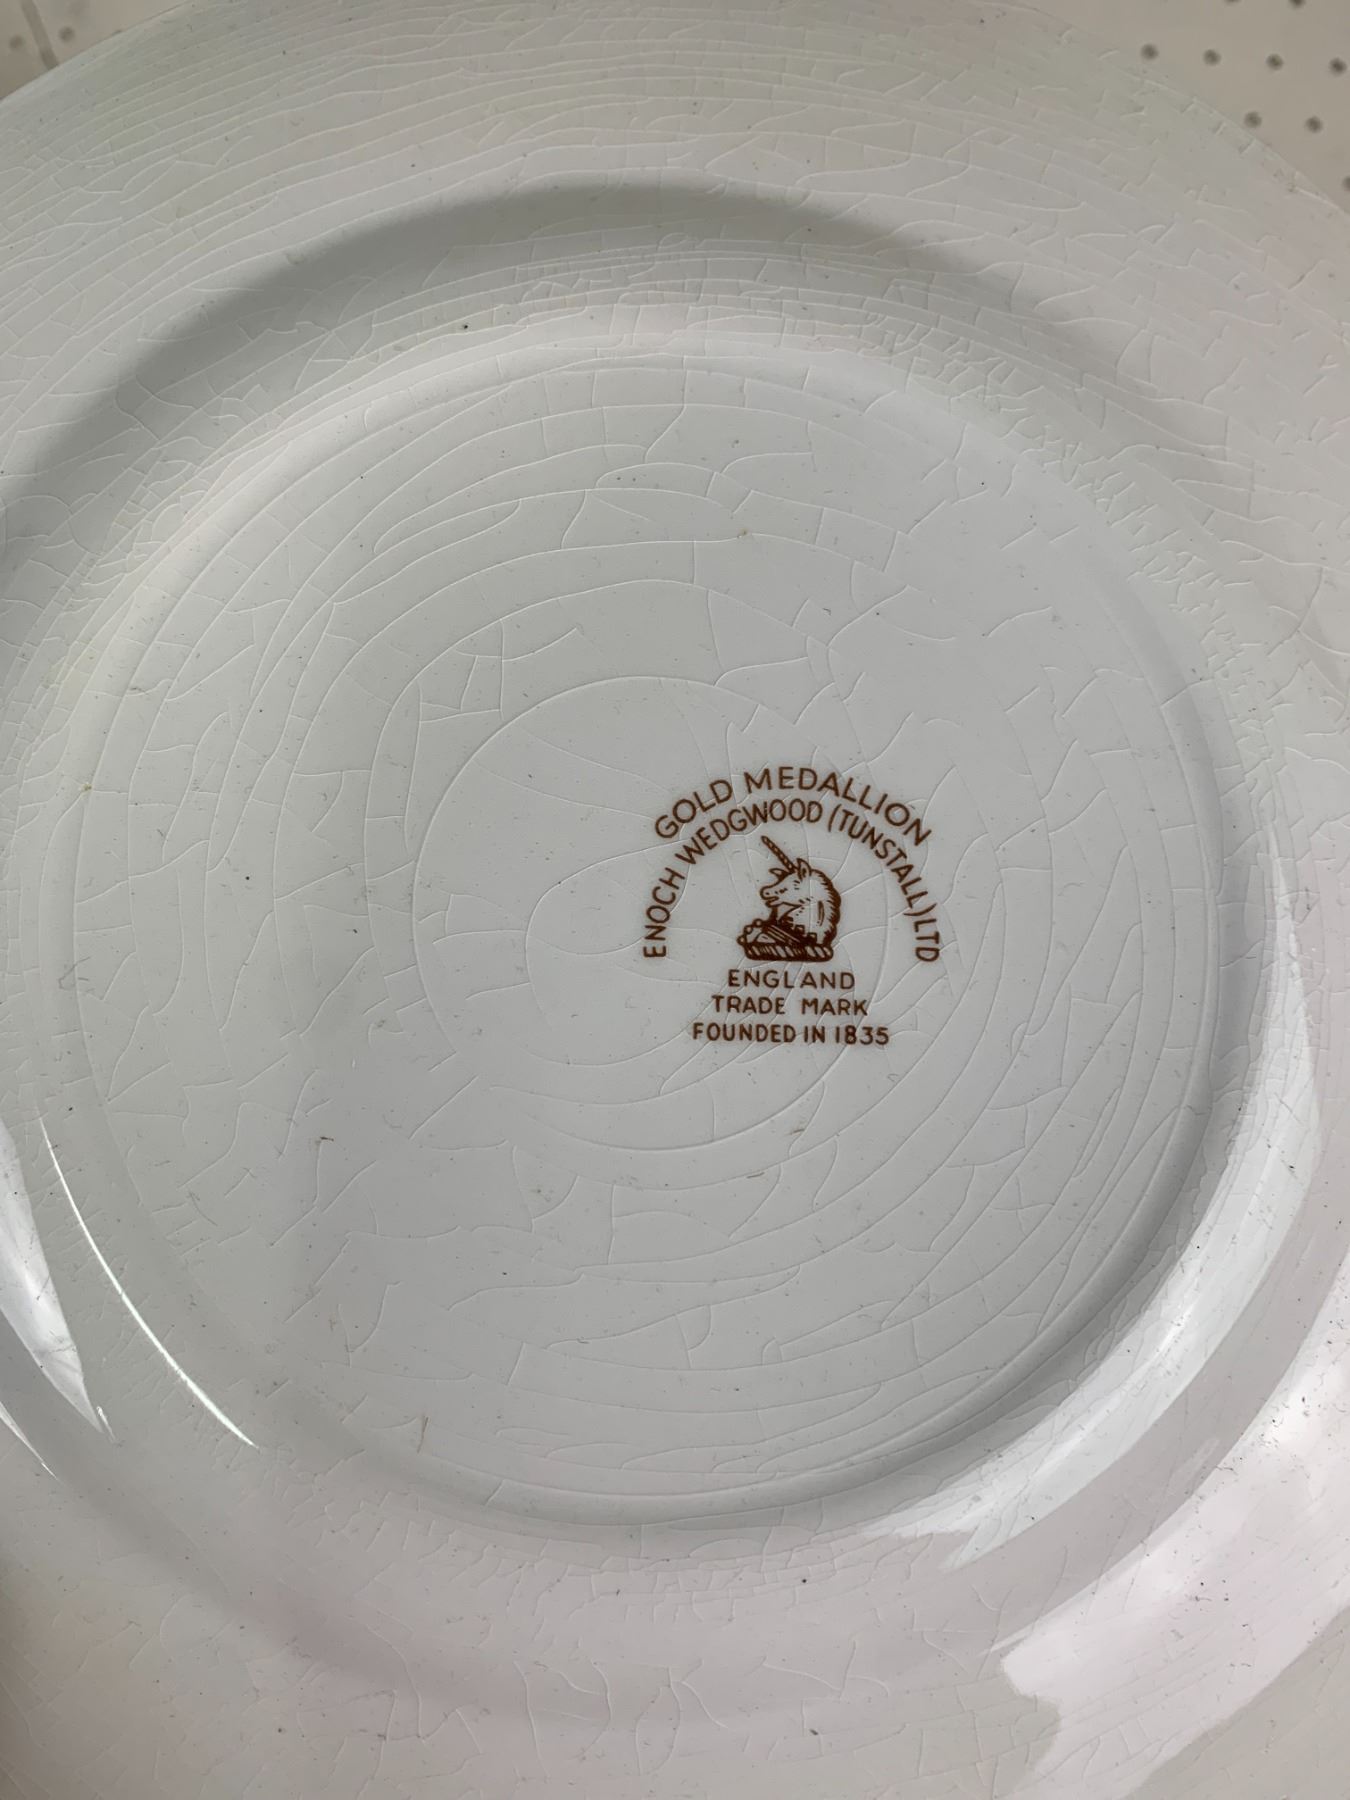 GOLD MEDALLION
ENOCH WEDGWOOD (TUNSTALL) LTD
ENGLAND
TRADE MARK
FOUNDED IN 1835